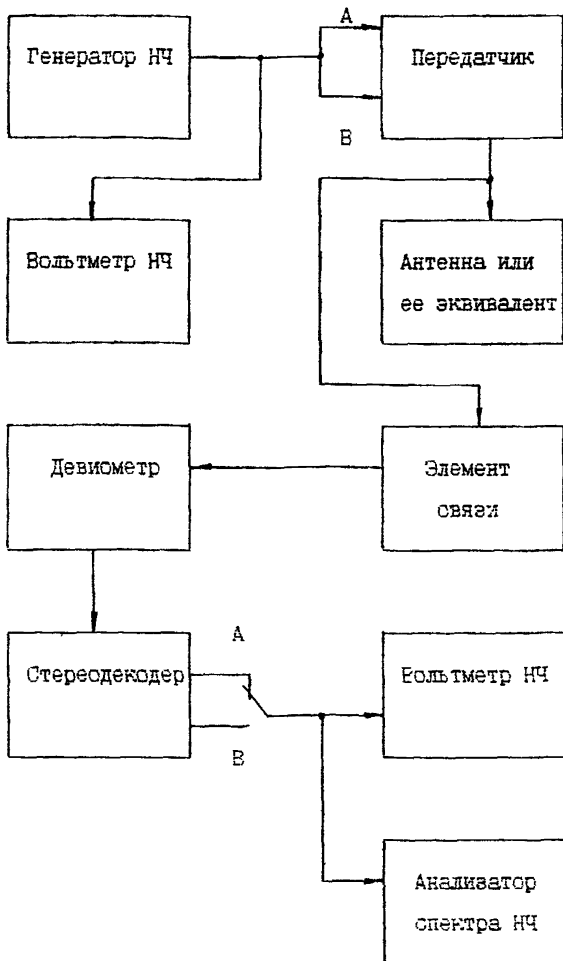 A
Генератор НЧ
Передатчик
B
Вольтметр НЧ
Антенна или
ее эквивалент
Девиометр
Элемент
связи
A
Стереодекодер
Вольтметр НЧ
B
Анализатор
спектра НЧ